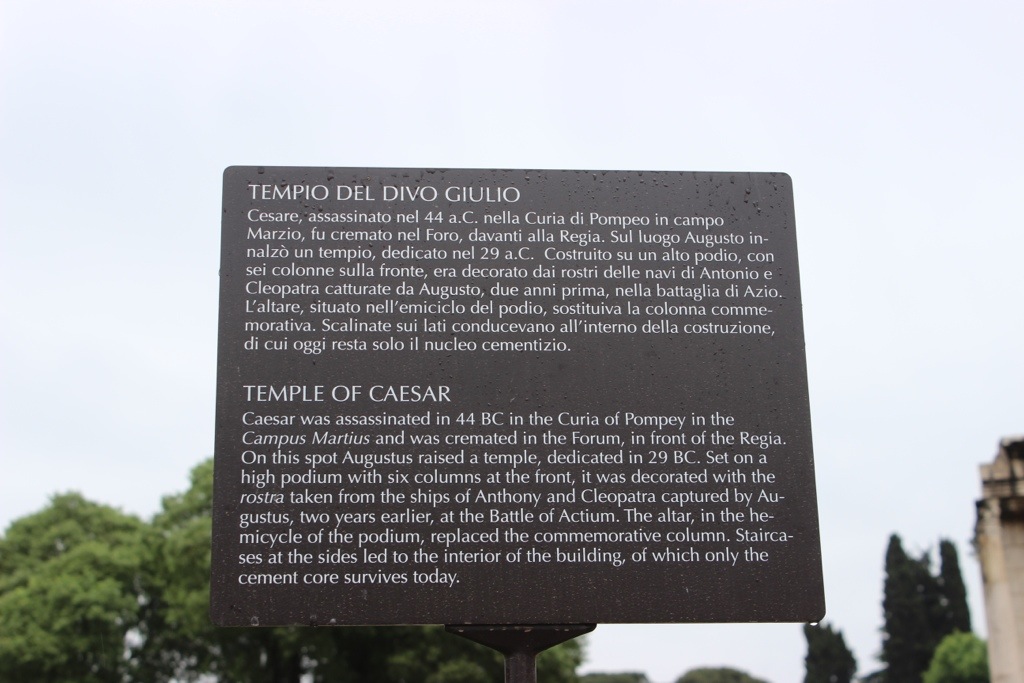 TEMPIO DEL DIVO GIULIO
Cesare, assassinato nel 44 a.C. nella Curia di Pompeo in campo
Marzio, fu cremato nel Foro, davanti alla Regia. Sul luogo Augusto in-
nalzò un tempio, dedicato nel 29 a.C. Costruito su un alto podio, con
sei colonne sulla fronte, era decorato dai rostri delle navi di Antonio e
Cleopatra catturate da Augusto, due anni prima, nella battaglia di Azio.
L'altare, situato nell'emiciclo del podio, sostituiva la colonna comme-
morativa. Scalinate sui lati conducevano all'interno della costruzione,
di cui oggi resta solo il nucleo cementizio.
TEMPLE OF CAESAR
Caesar was assassinated in 44 BC in the Curia of Pompey in the
Campus Martius and was cremated in the Forum, in front of the Regia.
On this spot Augustus raised a temple, dedicated in 29 BC. Set on a
high podium with six columns at the front, it was decorated with the
rostra taken from the ships of Anthony and Cleopatra captured by Au-
gustus, two years earlier, at the Battle of Actium. The altar, in the he-
micycle of the podium, replaced the commemorative column. Stairca-
ses at the sides led to the interior of the building, of which only the
cement core survives today.